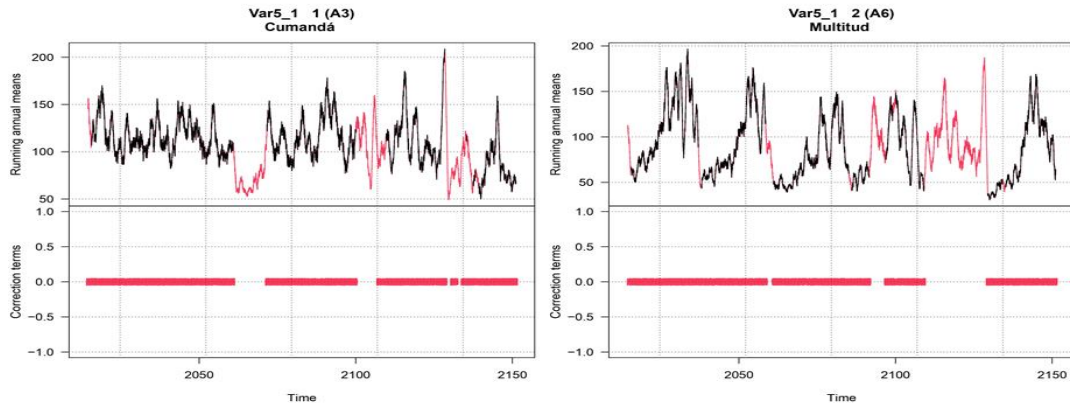 Var5_1 1 (A3)
Cumandá
Running annual means
200
150
100
50
Correction terms
1.0
0.5
0.0
−0.5
−1.0
2050
2100
2150
Time
Var5_1 2 (A6)
Multitud
Running annual means
200
150
100
50
Correction terms
1.0
0.5
0.0
−0.5
−1.0
2050
2100
2150
Time